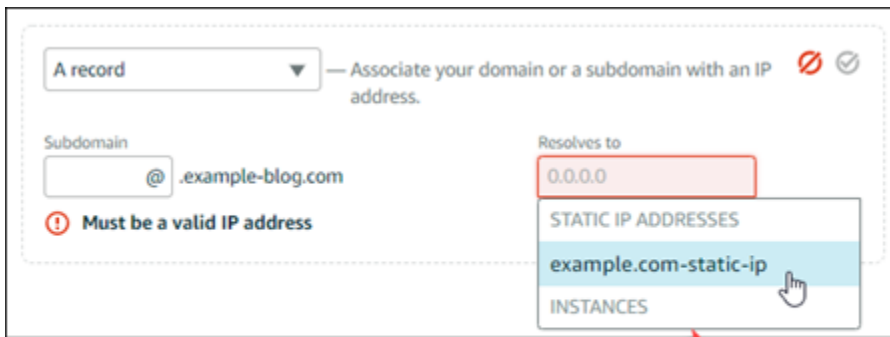 A record
— Associate your domain or a subdomain with an IP
address.
Subdomain
@ .example-blog.com
Must be a valid IP address
Resolves to
0.0.0.0
STATIC IP ADDRESSES
example.com-static-ip
INSTANCES